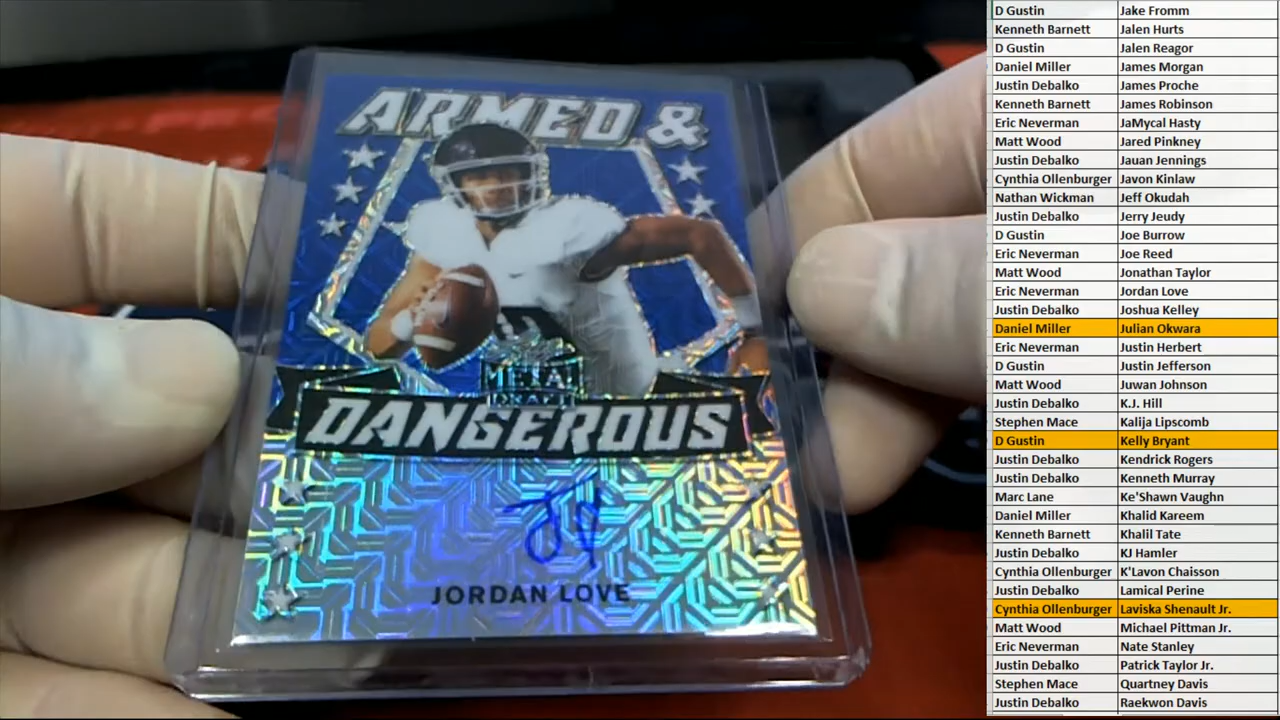 ARMED &
METAL
DRAFT
DANGEROUS
JL
JORDAN LOVE
D Gustin Jake Fromm
Kenneth Barnett Jalen Hurts
D Gustin Jalen Reagor
Daniel Miller James Morgan
Justin Debalko James Proche
Kenneth Barnett James Robinson
Eric Neverman JaMycal Hasty
Matt Wood Jared Pinkney
Justin Debalko Jauan Jennings
Cynthia Ollenburger Javon Kinlaw
Nathan Wickman Jeff Okudah
Justin Debalko Jerry Jeudy
D Gustin Joe Burrow
Eric Neverman Joe Reed
Matt Wood Jonathan Taylor
Eric Neverman Jordan Love
Justin Debalko Joshua Kelley
Daniel Miller Julian Okwara
Eric Neverman Justin Herbert
D Gustin Justin Jefferson
Matt Wood Juwan Johnson
Justin Debalko K.J. Hill
Stephen Mace Kalija Lipscomb
D Gustin Kelly Bryant
Justin Debalko Kendrick Rogers
Justin Debalko Kenneth Murray
Marc Lane Ke'Shawn Vaughn
Daniel Miller Khalid Kareem
Kenneth Barnett Khalil Tate
Justin Debalko KJ Hamler
Cynthia Ollenburger K'Lavon Chaisson
Justin Debalko Lamical Perine
Cynthia Ollenburger Laviska Shenault Jr.
Matt Wood Michael Pittman Jr.
Eric Neverman Nate Stanley
Justin Debalko Patrick Taylor Jr.
Stephen Mace Quartney Davis
Justin Debalko Raekwon Davis